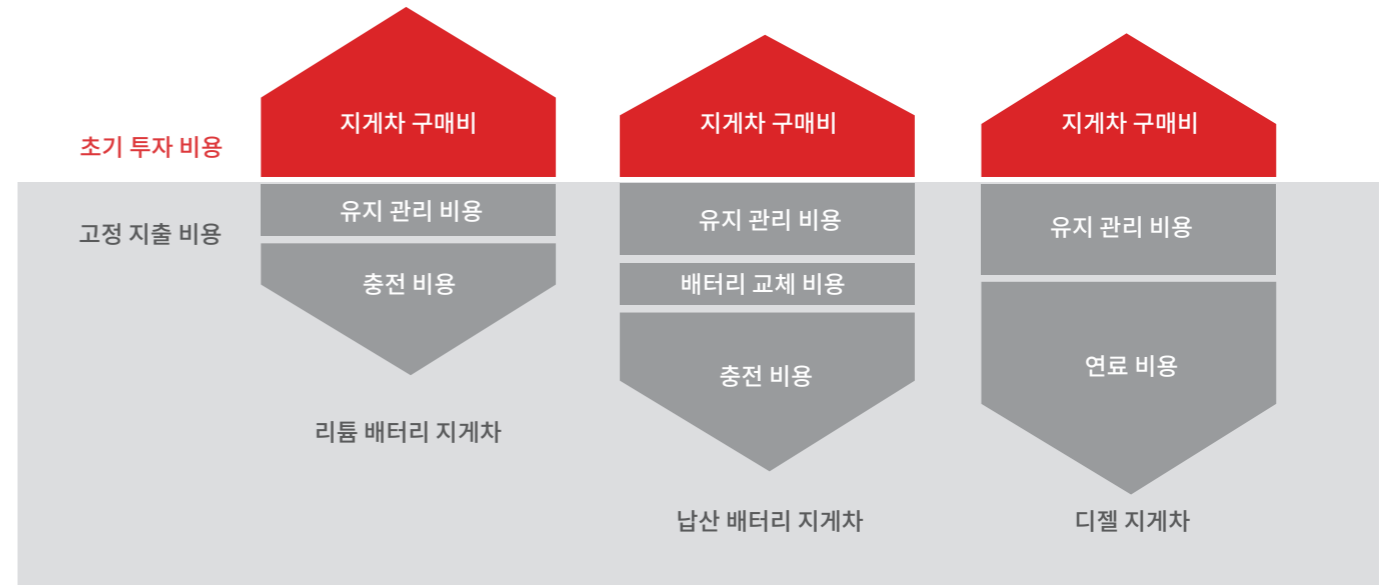 초기 투자 비용
지게차 구매비
지게차 구매비
지게차 구매비
고정 지출 비용
유지 관리 비용
유지 관리 비용
유지 관리 비용
충전 비용
배터리 교체 비용
충전 비용
연료 비용
리튬 배터리 지게차
납산 배터리 지게차
디젤 지게차